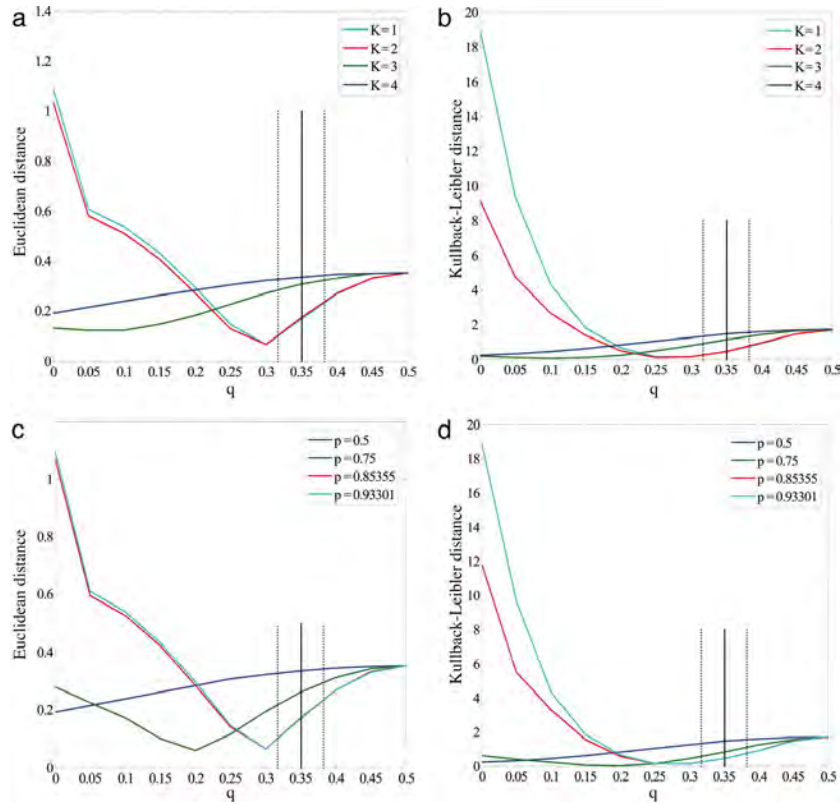 a
1.4
1.2
1
0.8
0.6
0.4
0.2
0
Euclidean distance
K=1
K=2
K=3
K=4
0 0.05 0.1 0.15 0.2 0.25 0.3 0.35 0.4 0.45 0.5
q
b
20
18
16
14
12
10
8
6
4
2
0
Kullback-Leibler distance
K=1
K=2
K=3
K=4
0 0.05 0.1 0.15 0.2 0.25 0.3 0.35 0.4 0.45 0.5
q
c
1
0.8
0.6
0.4
0.2
0
Euclidean distance
p=0.5
p=0.75
p=0.85355
p=0.93301
0 0.05 0.1 0.15 0.2 0.25 0.3 0.35 0.4 0.45 0.5
q
d
20
18
16
14
12
10
8
6
4
2
0
Kullback-Leibler distance
p=0.5
p=0.75
p=0.85355
p=0.93301
0 0.05 0.1 0.15 0.2 0.25 0.3 0.35 0.4 0.45 0.5
q